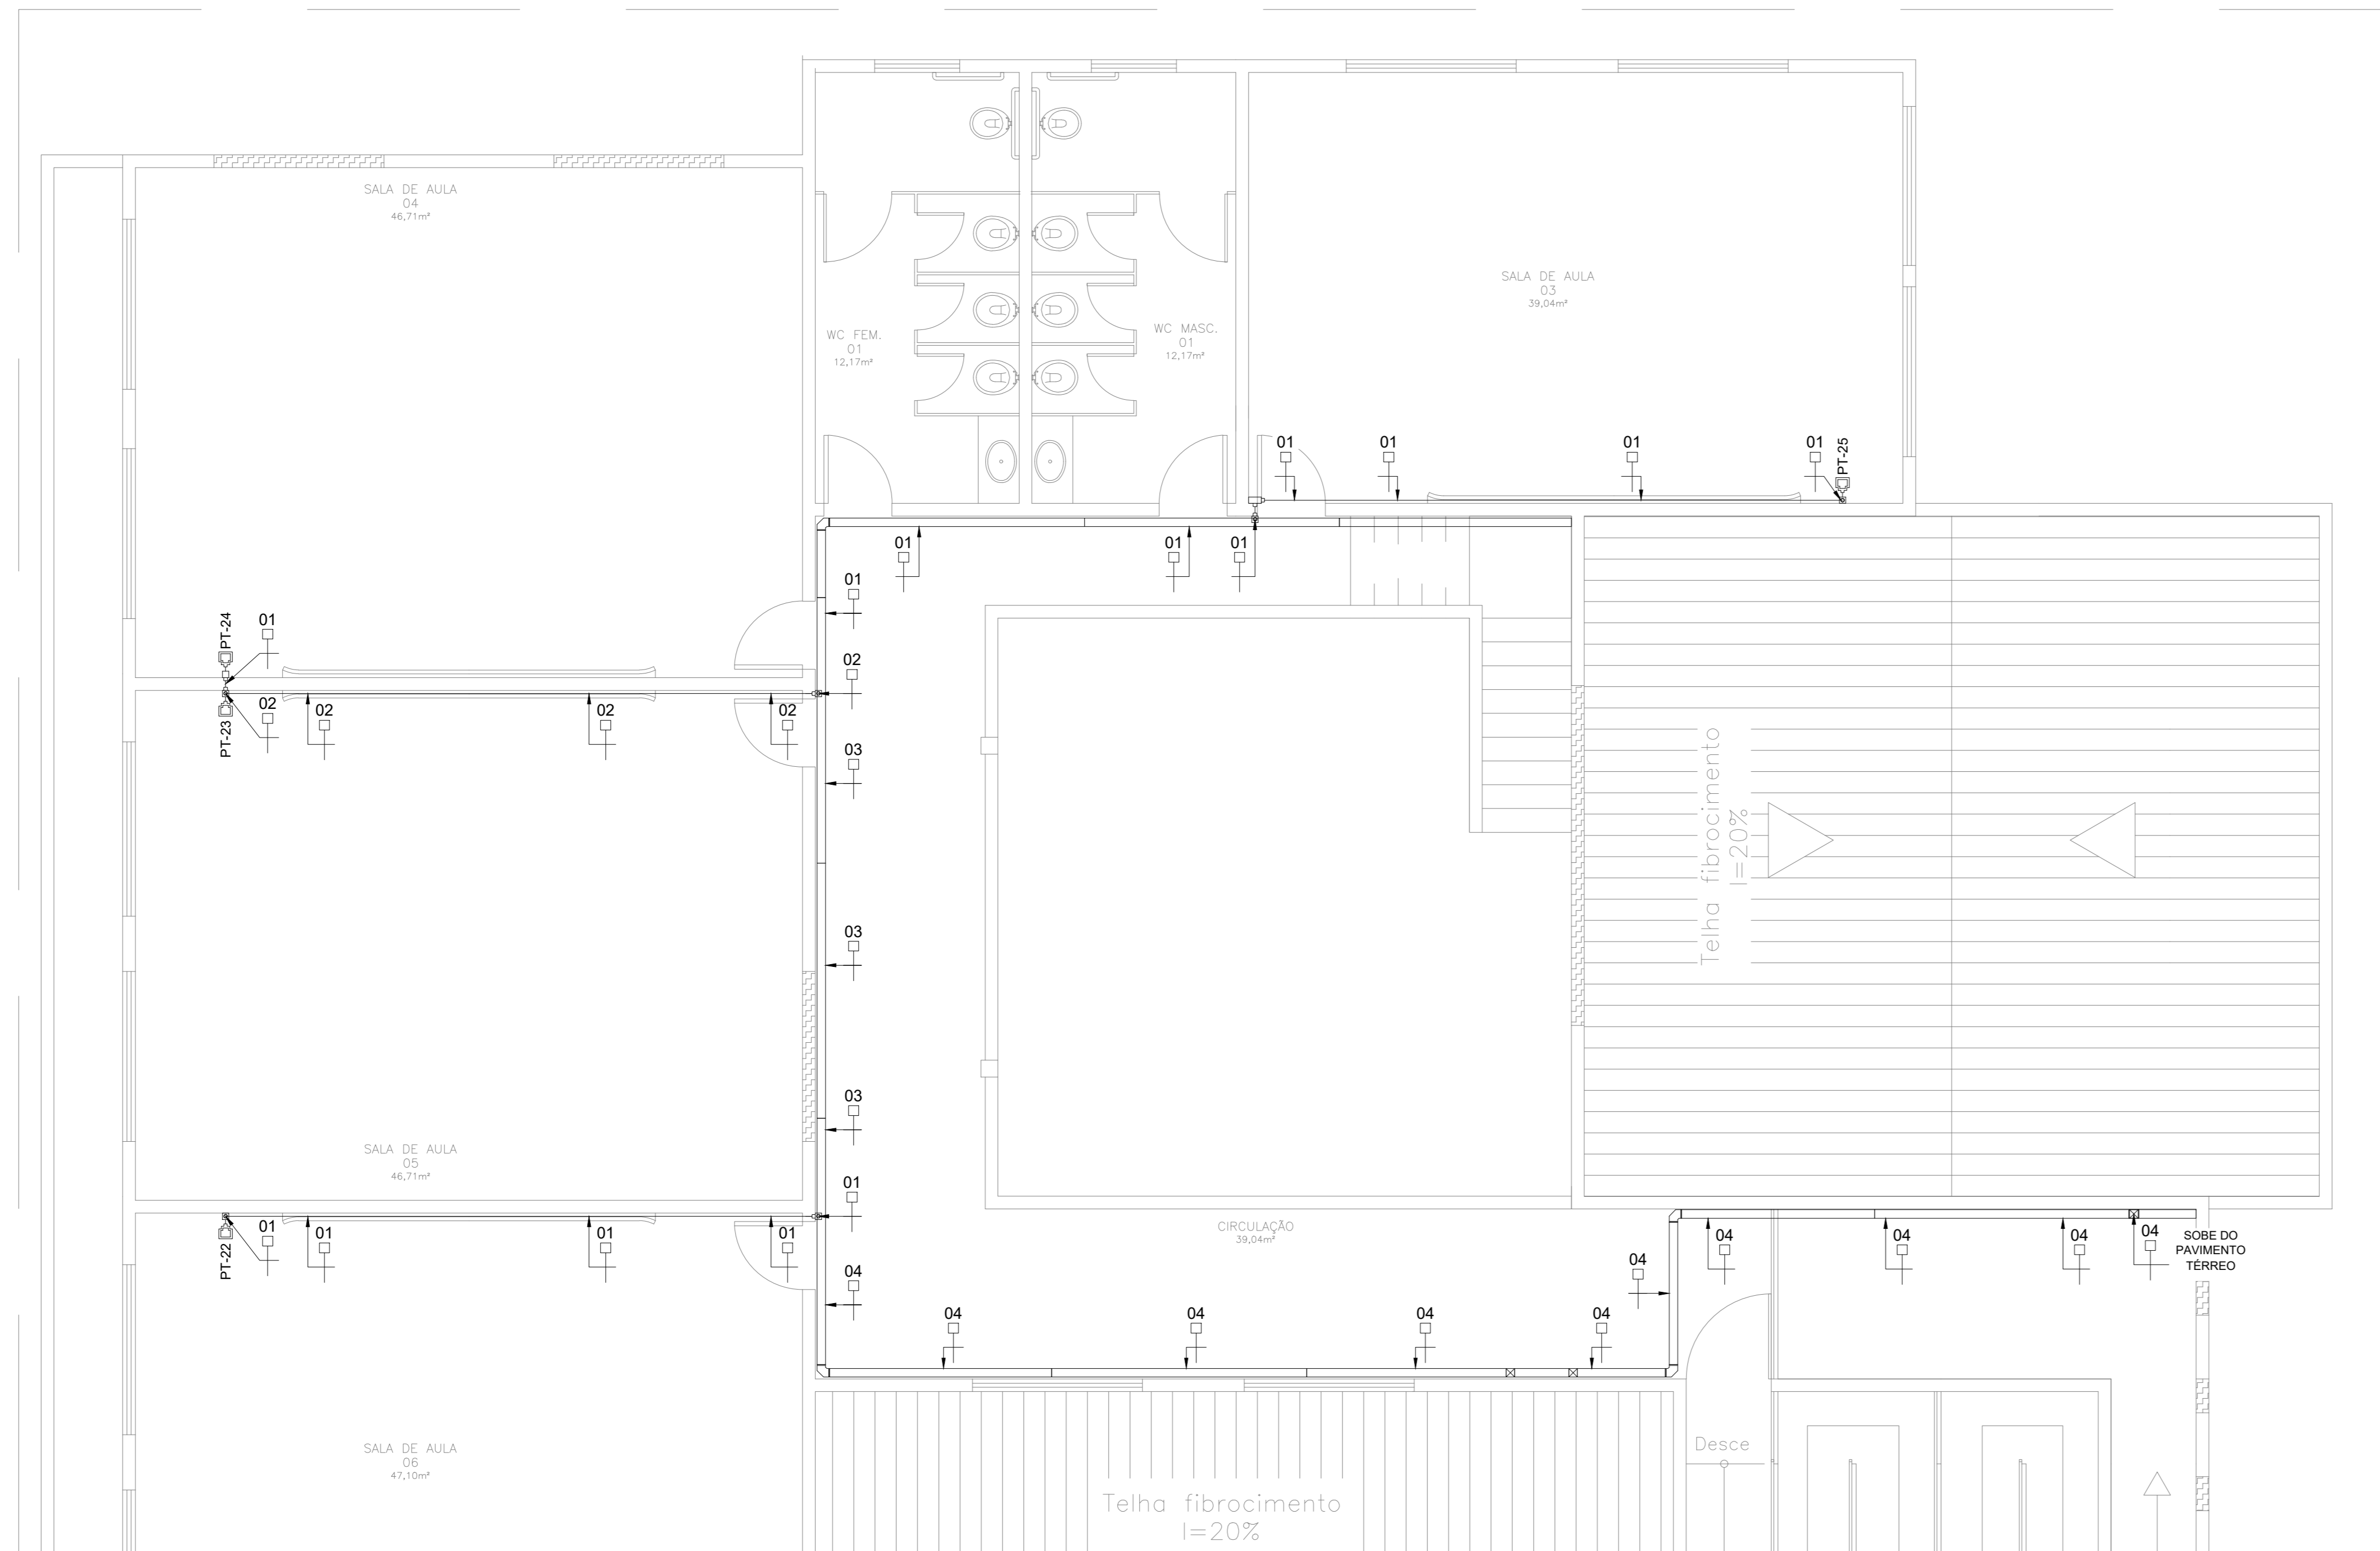 SALA DE AULA
04
46,71m²
SALA DE AULA
03
39,04m²
WC FEM.
01
12,17m²
WC MASC.
01
12,17m²
01
01
01
01
PT-25
01
01
01
01
PT-24
01
02
PT-23
02
02
02
02
03
Telha fibrocimento
I=20%
03
03
SALA DE AULA
05
46,71m²
01
PT-22
01
01
01
01
CIRCULAÇÃO
39,04m²
04
04
04
04
04
04
04
04
04
04
SOBE DO
PAVIMENTO
TÉRREO
SALA DE AULA
06
47,10m²
Desce
Telha fibrocimento
I=20%